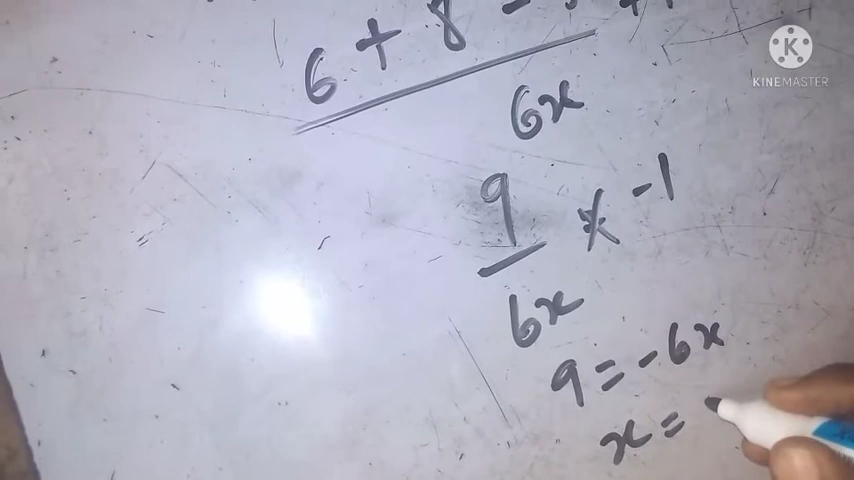 6 + 8 -
6x
KINEMASTER
9
-1
6x
9 = -6x
x =